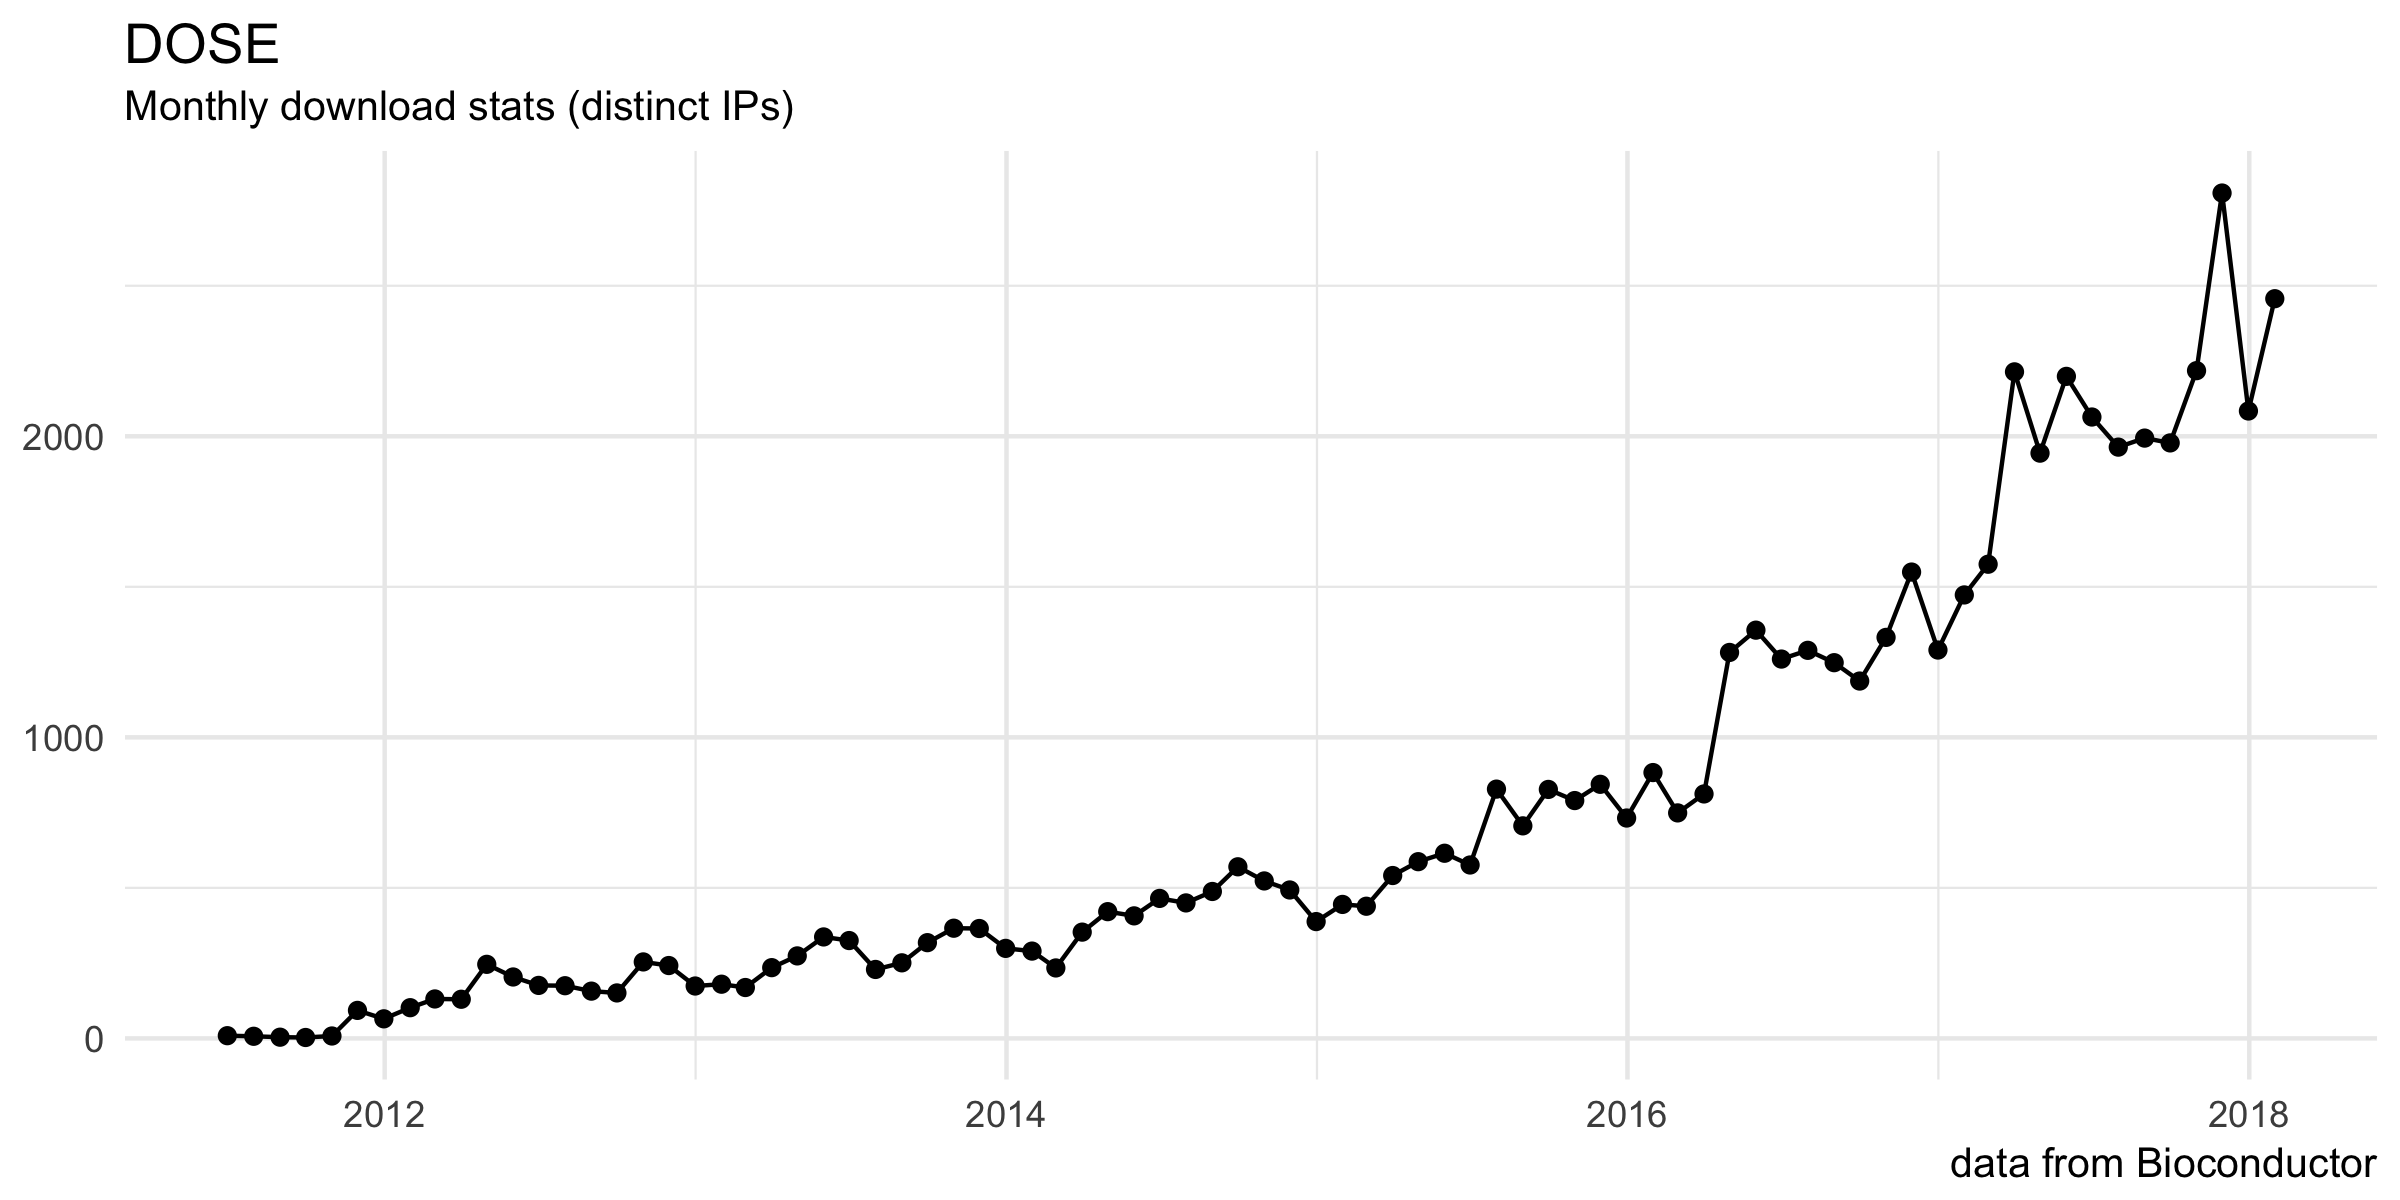 DOSE
Monthly download stats (distinct IPs)
2000
1000
0
2012 2014 2016 2018
data from Bioconductor